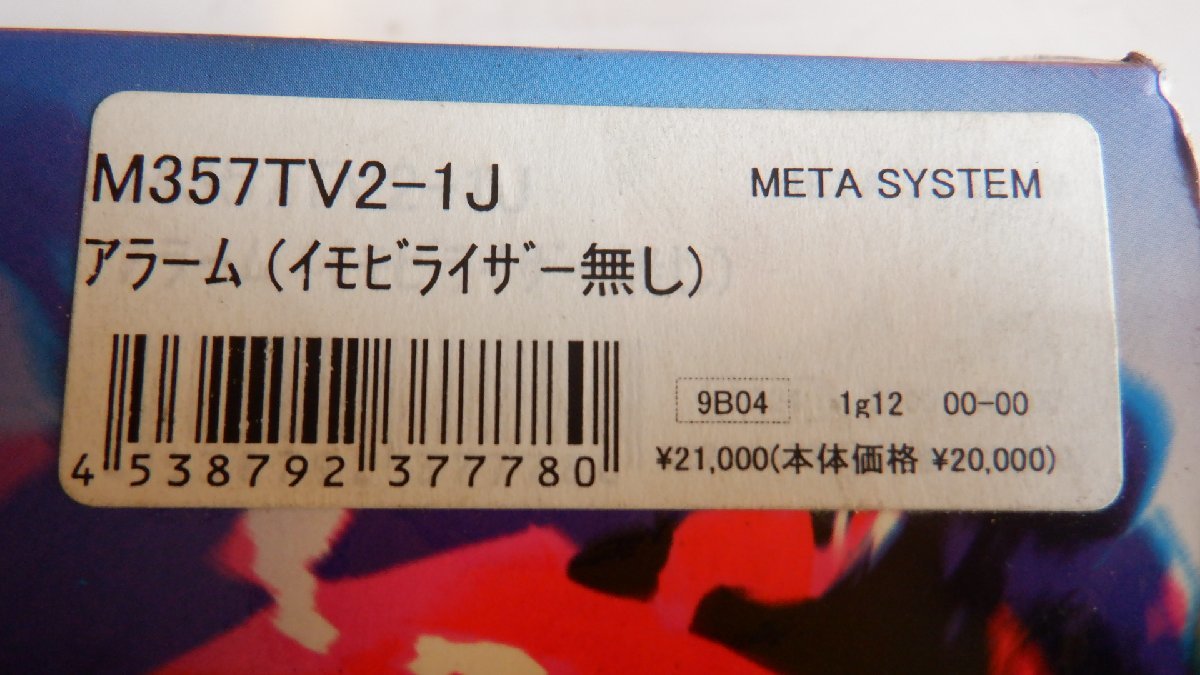 M357TV2-1J META SYSTEM
アラーム(イモビライザー無し)
9B04 1g12 00-00
¥21,000(本体価格 ¥20,000)
4 538792 377780